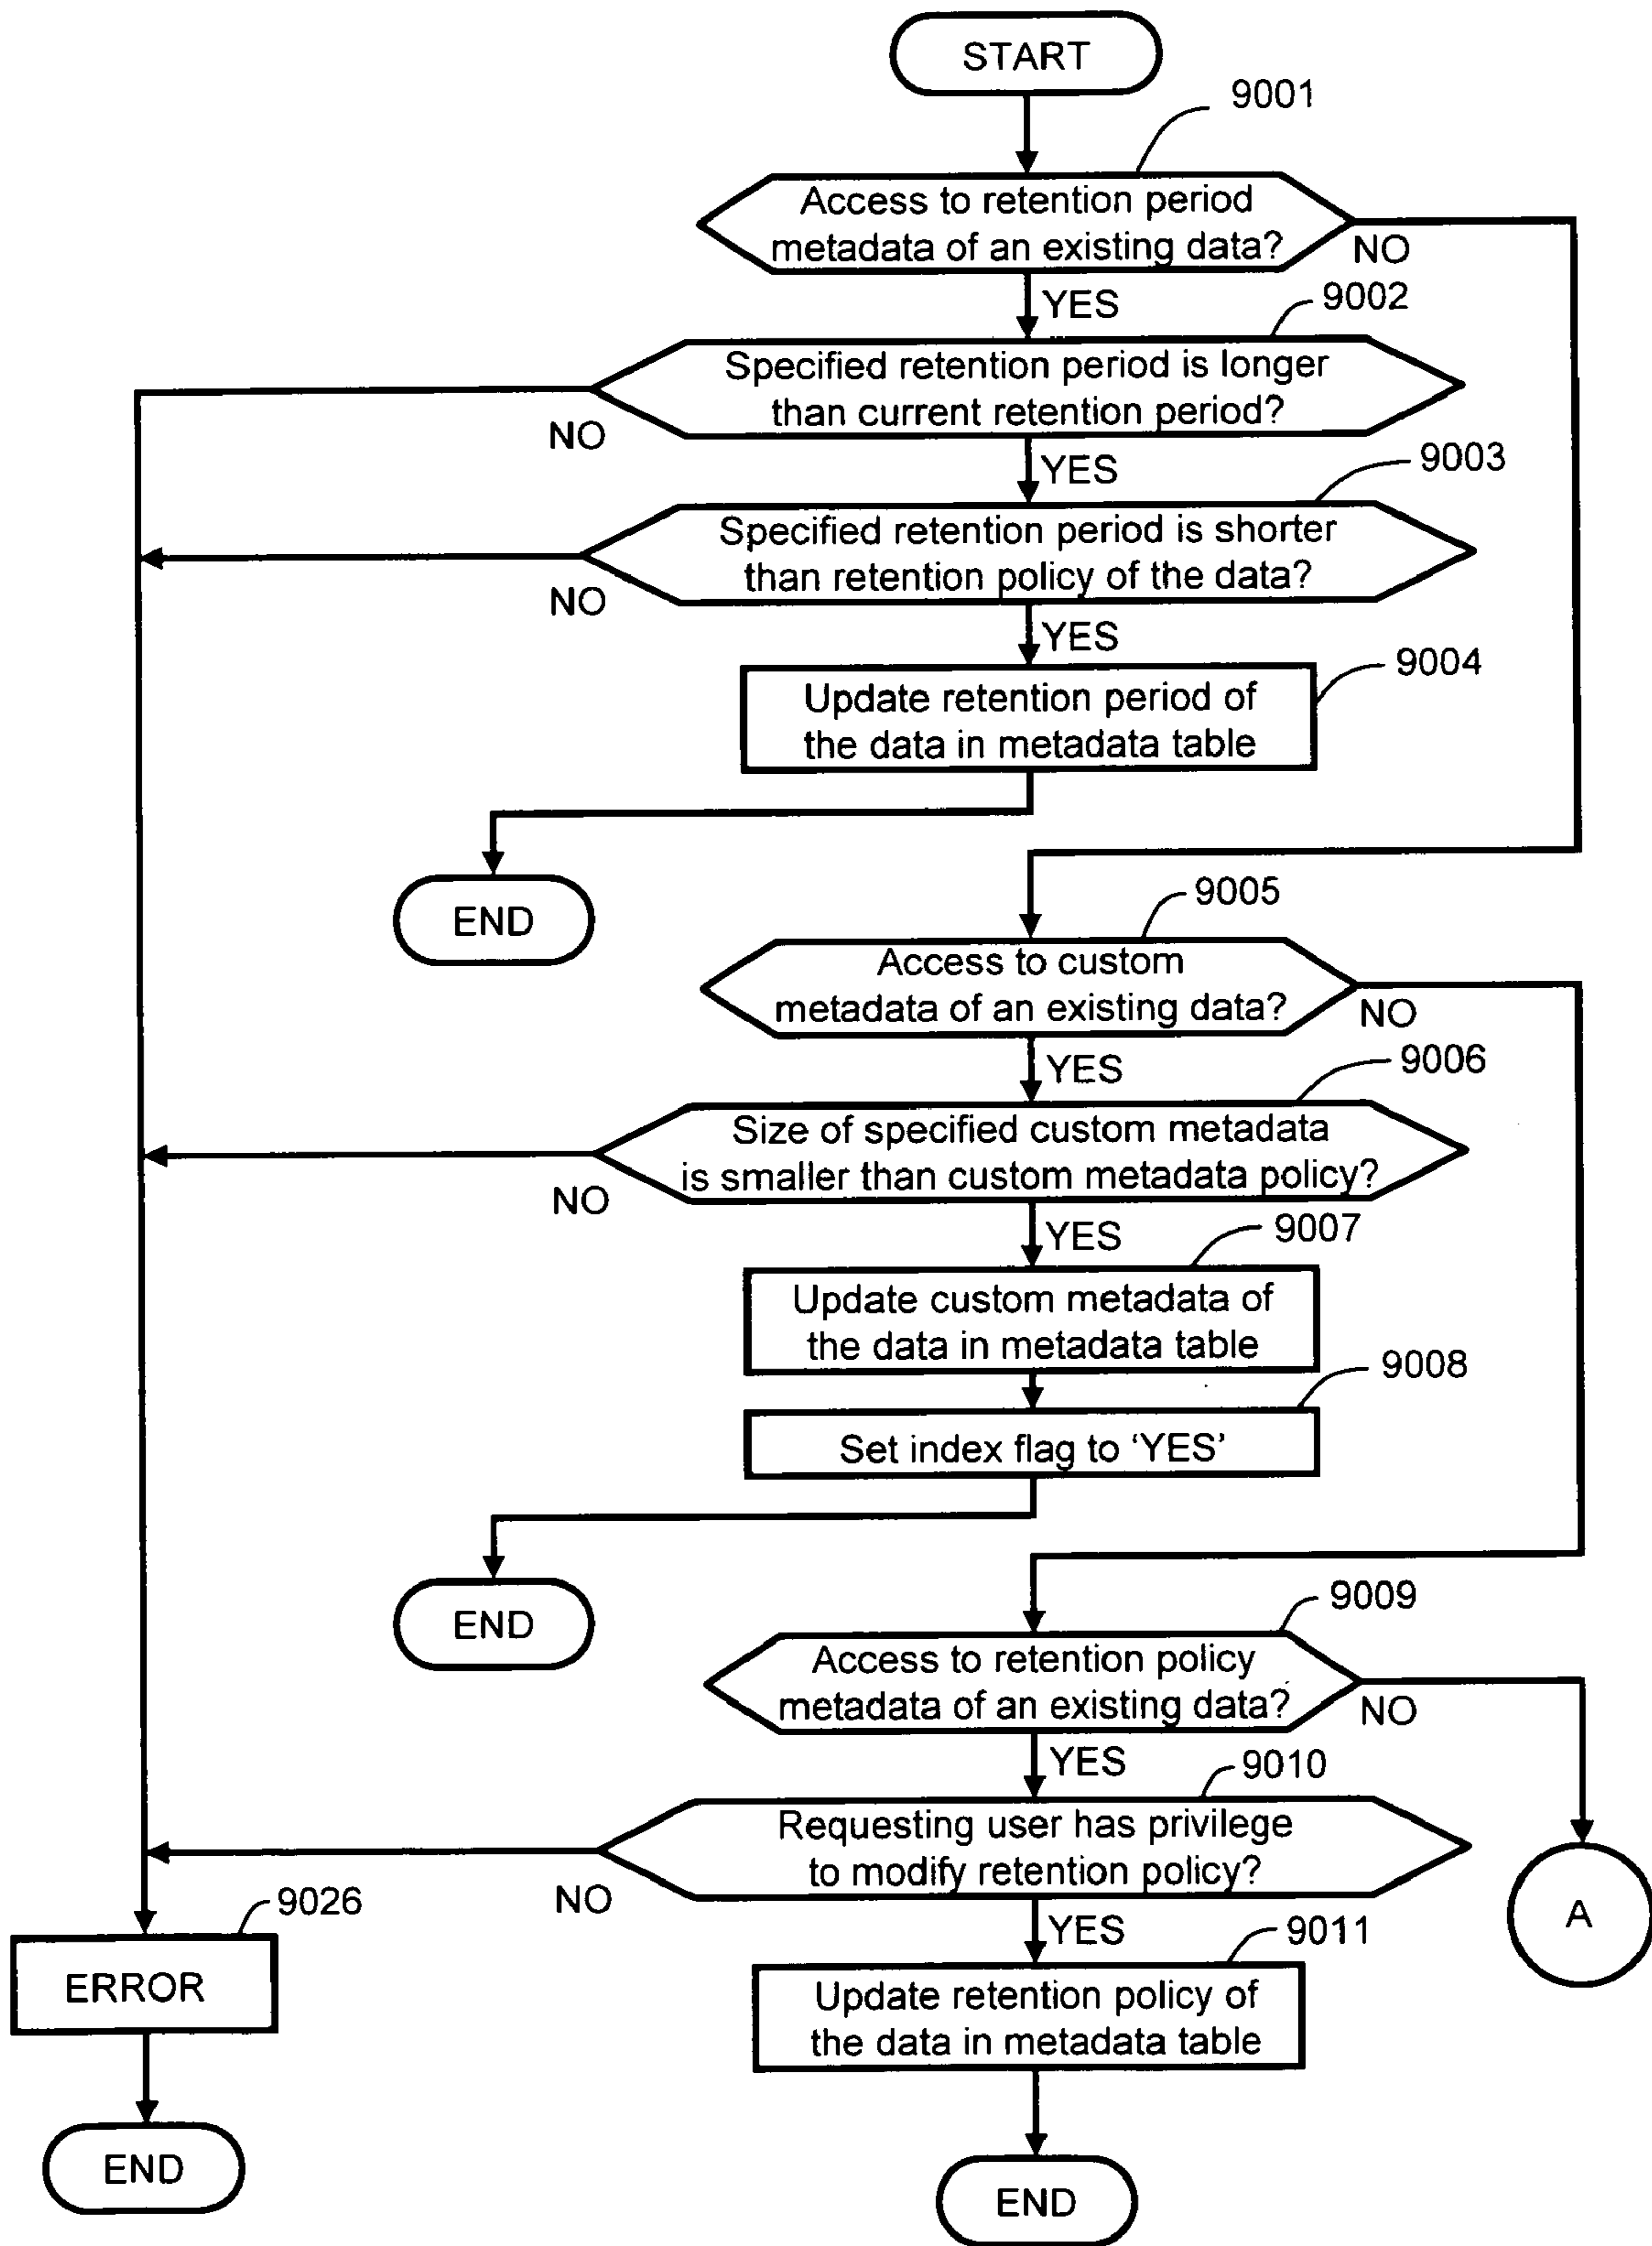 START
9001
Access to retention period
metadata of an existing data?
NO
YES
9002
Specified retention period is longer
than current retention period?
NO
YES
9003
Specified retention period is shorter
than retention policy of the data?
NO
YES
9004
Update retention period of
the data in metadata table
END
9005
Access to custom
metadata of an existing data?
NO
YES
9006
Size of specified custom metadata
is smaller than custom metadata policy?
NO
YES
9007
Update custom metadata of
the data in metadata table
9008
Set index flag to ‘YES’
END
9009
Access to retention policy
metadata of an existing data?
NO
YES
9010
Requesting user has privilege
to modify retention policy?
NO
A
9026
YES
9011
ERROR
Update retention policy of
the data in metadata table
END
END